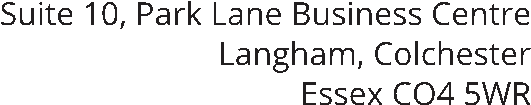 Suite 10, Park Lane Business Centre
Langham, Colchester
Essex CO4 5WR